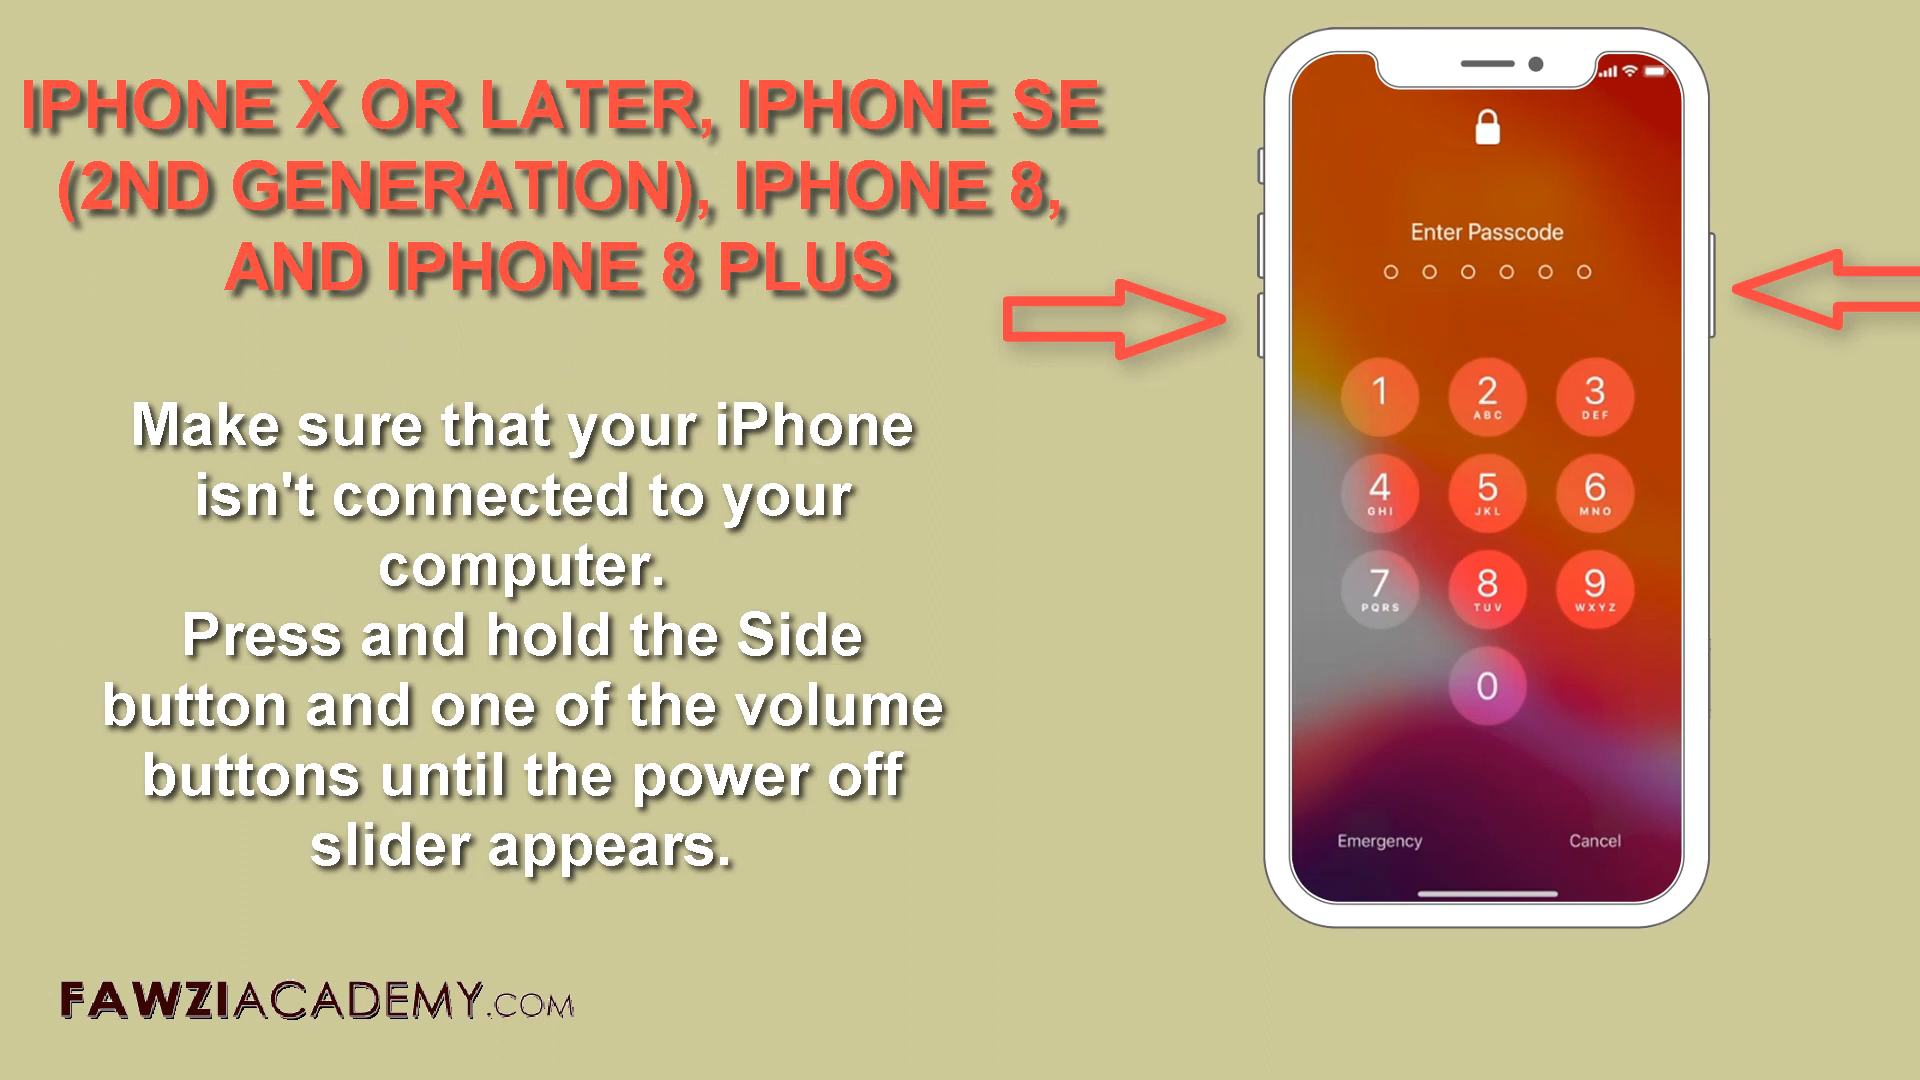 IPHONE X OR LATER, IPHONE SE
(2ND GENERATION), IPHONE 8,
AND IPHONE 8 PLUS
Make sure that your iPhone
isn't connected to your
computer.
Press and hold the Side
button and one of the volume
buttons until the power off
slider appears.
FAWZIACADEMY.COM
Enter Passcode
1 2 3
ABC DEF
4 5 6
GHI JKL MNO
7 8 9
PQRS TUV WXYZ
0
Emergency Cancel